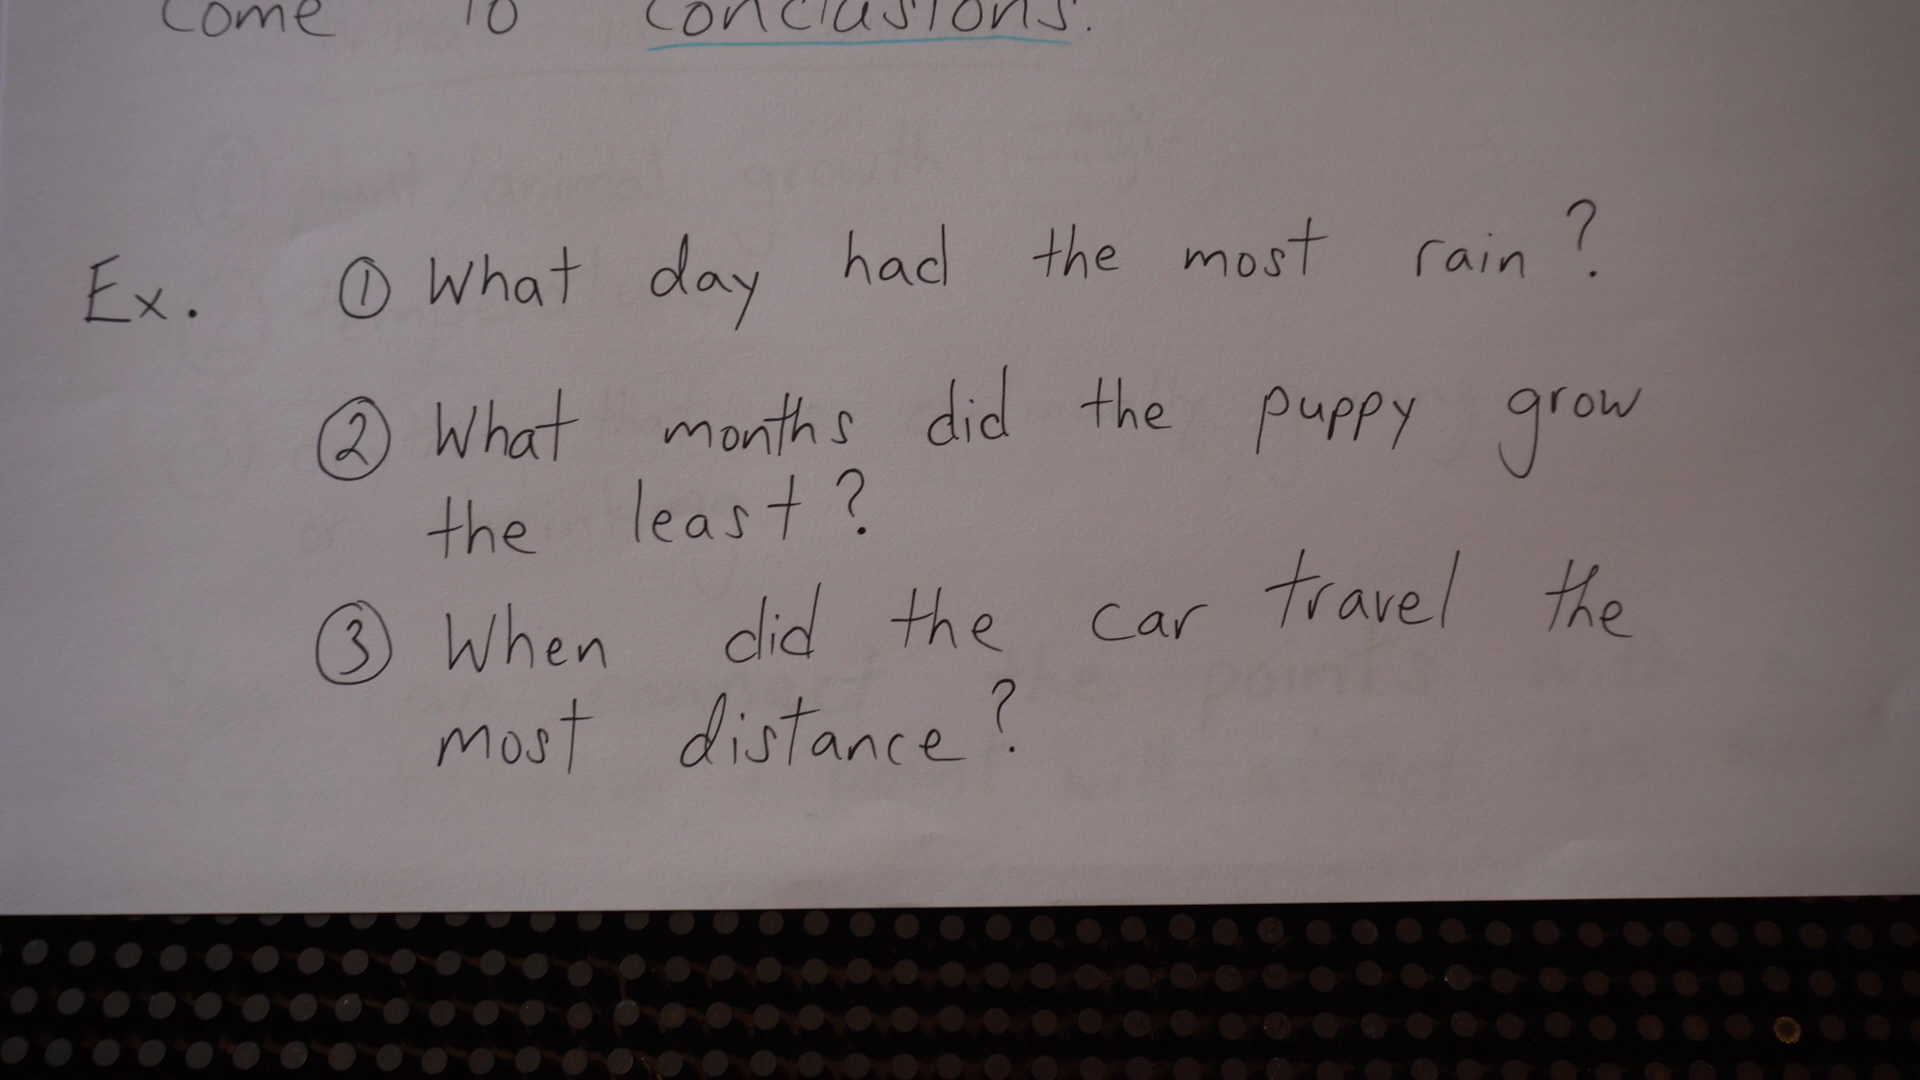 come to conclusions.
Ex. ① What day had the most rain?
② What months did the puppy grow
the least?
③ When did the car travel the
most distance?